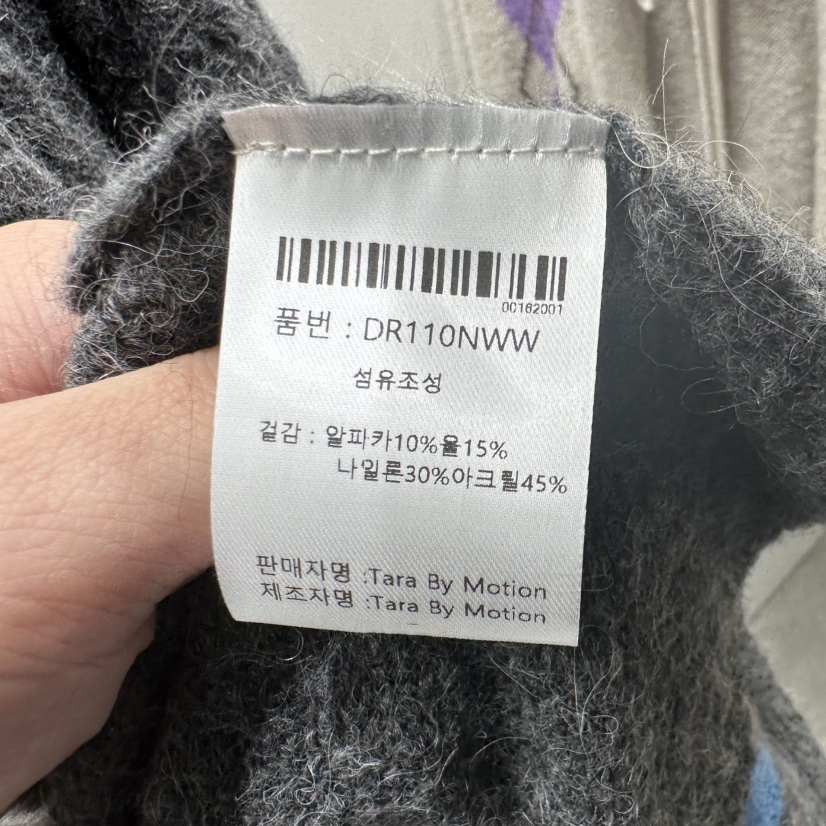 00162001
품번 : DR110NWW
섬유조성
겉감 : 알파카10%울15%
나일론30%아크릴45%
판매자명 :Tara By Motion
제조자명 :Tara By Motion